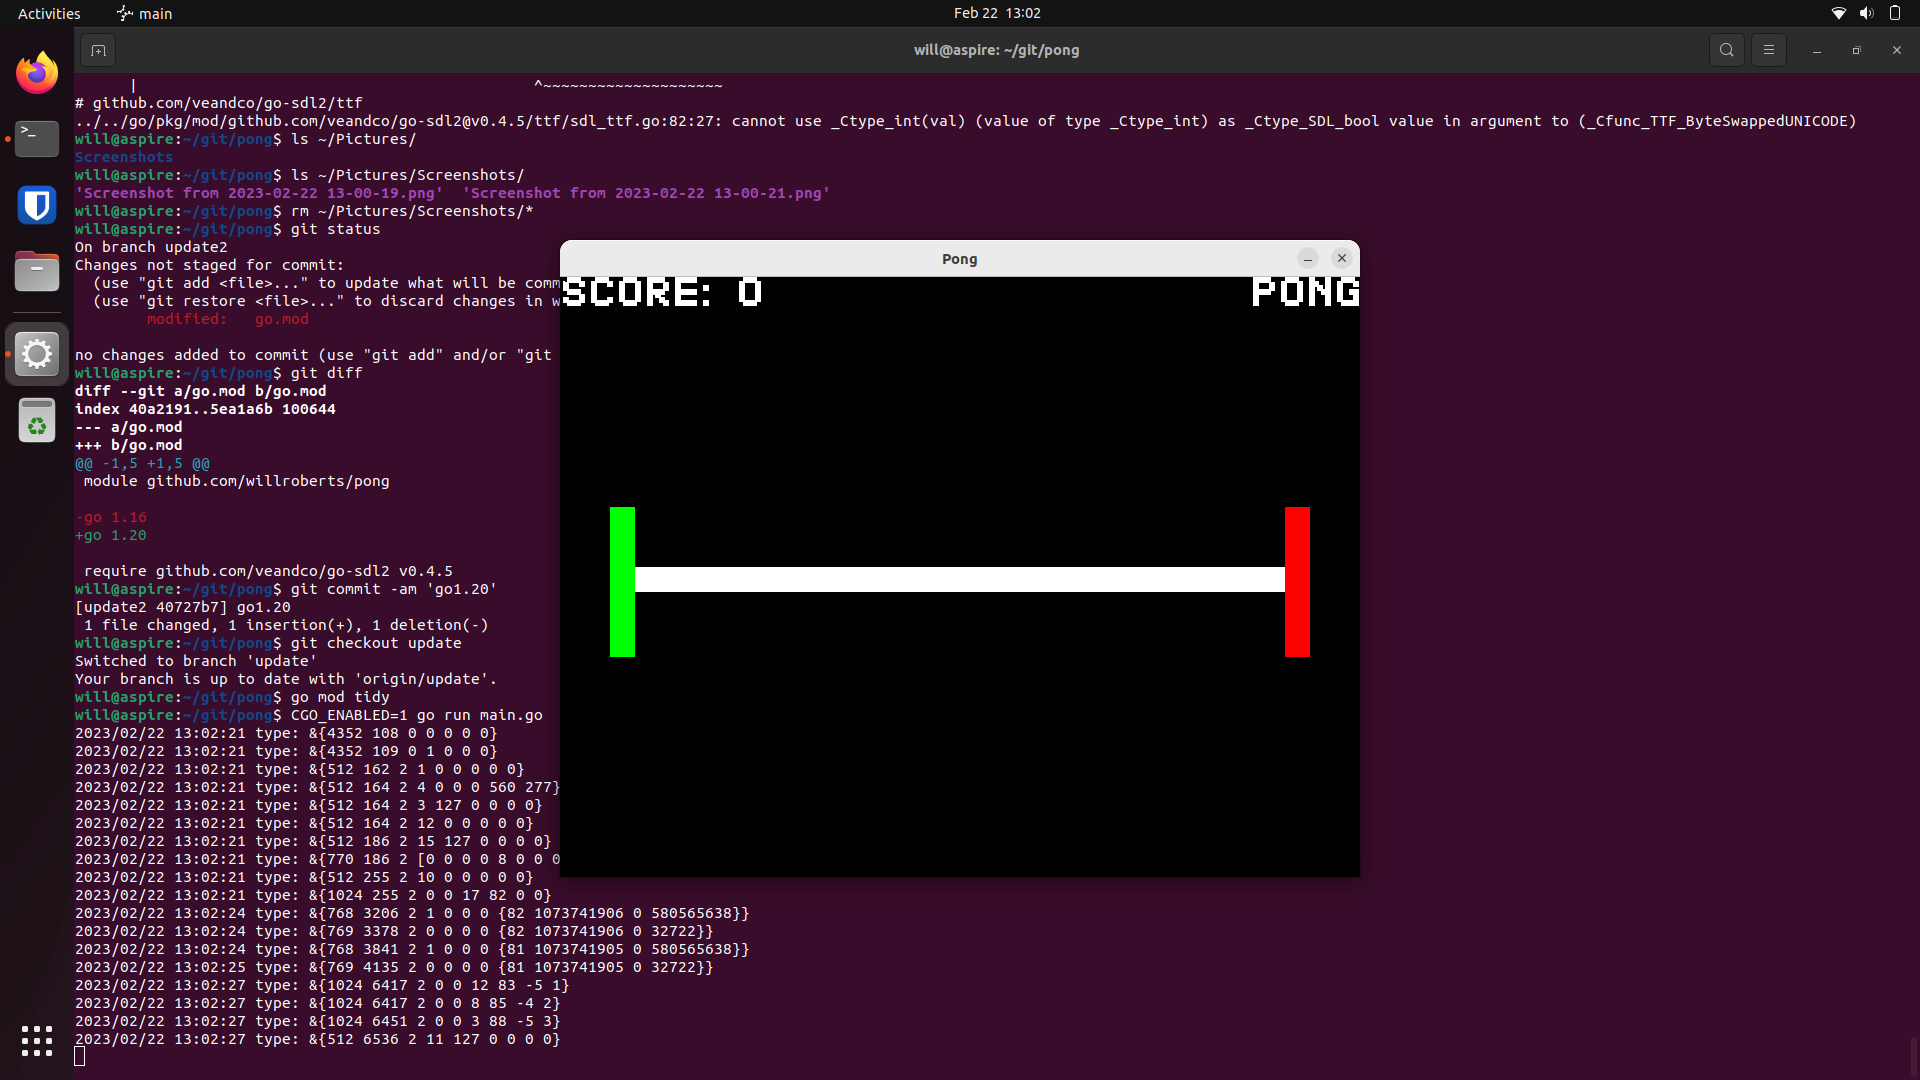 Activities
main
Feb 22 13:02
will@aspire: ~/git/pong
| ^~~~~~~~~~~~~~~~~~~~~
# github.com/veandco/go-sdl2/ttf
../../go/pkg/mod/github.com/veandco/go-sdl2@v0.4.5/ttf/sdl_ttf.go:82:27: cannot use _Ctype_int(val) (value of type _Ctype_int) as _Ctype_SDL_bool value in argument to (_Cfunc_TTF_ByteSwappedUNICODE)
will@aspire:~/git/pong$ ls ~/Pictures/
Screenshots
will@aspire:~/git/pong$ ls ~/Pictures/Screenshots/
'Screenshot from 2023-02-22 13-00-19.png'  'Screenshot from 2023-02-22 13-00-21.png'
will@aspire:~/git/pong$ rm ~/Pictures/Screenshots/*
will@aspire:~/git/pong$ git status
On branch update2
Changes not staged for commit:
(use "git add <file>..." to update what will be comm
(use "git restore <file>..." to discard changes in w
modified:   go.mod
no changes added to commit (use "git add" and/or "git
will@aspire:~/git/pong$ git diff
diff --git a/go.mod b/go.mod
index 40a2191..5ea1a6b 100644
--- a/go.mod
+++ b/go.mod
@@ -1,5 +1,5 @@
module github.com/willroberts/pong
-go 1.16
+go 1.20
require github.com/veandco/go-sdl2 v0.4.5
will@aspire:~/git/pong$ git commit -am 'go1.20'
[update2 40727b7] go1.20
1 file changed, 1 insertion(+), 1 deletion(-)
will@aspire:~/git/pong$ git checkout update
Switched to branch 'update'
Your branch is up to date with 'origin/update'.
will@aspire:~/git/pong$ go mod tidy
will@aspire:~/git/pong$ CGO_ENABLED=1 go run main.go
2023/02/22 13:02:21 type: &{4352 108 0 0 0 0 0}
2023/02/22 13:02:21 type: &{4352 109 0 1 0 0 0}
2023/02/22 13:02:21 type: &{512 162 2 1 0 0 0 0 0}
2023/02/22 13:02:21 type: &{512 164 2 4 0 0 0 560 277}
2023/02/22 13:02:21 type: &{512 164 2 3 127 0 0 0 0}
2023/02/22 13:02:21 type: &{512 164 2 12 0 0 0 0 0}
2023/02/22 13:02:21 type: &{512 186 2 15 127 0 0 0 0}
2023/02/22 13:02:21 type: &{770 186 2 [0 0 0 0 8 0 0 0
2023/02/22 13:02:21 type: &{512 255 2 10 0 0 0 0 0}
2023/02/22 13:02:21 type: &{1024 255 2 0 0 17 82 0 0}
2023/02/22 13:02:24 type: &{768 3206 2 1 0 0 0 {82 1073741906 0 580565638}}
2023/02/22 13:02:24 type: &{769 3378 2 0 0 0 0 {82 1073741906 0 32722}}
2023/02/22 13:02:24 type: &{768 3841 2 1 0 0 0 {81 1073741905 0 580565638}}
2023/02/22 13:02:25 type: &{769 4135 2 0 0 0 0 {81 1073741905 0 32722}}
2023/02/22 13:02:27 type: &{1024 6417 2 0 0 12 83 -5 1}
2023/02/22 13:02:27 type: &{1024 6417 2 0 0 8 85 -4 2}
2023/02/22 13:02:27 type: &{1024 6451 2 0 0 3 88 -5 3}
2023/02/22 13:02:27 type: &{512 6536 2 11 127 0 0 0 0}
Pong
SCORE: 0
PONG